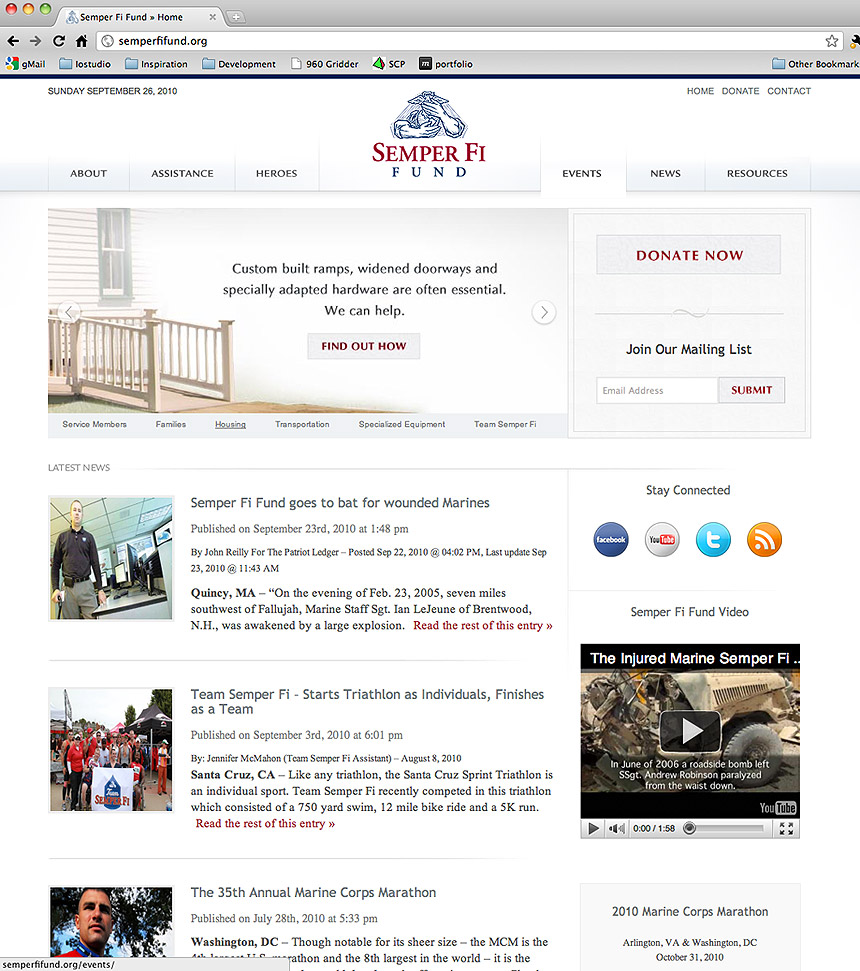 Semper Fi Fund » Home
semperfifund.org
gMail Iostudio Inspiration Development 960 Gridder SCP m portfolio Other Bookmark
SUNDAY SEPTEMBER 26, 2010
HOME DONATE CONTACT
SEMPER FI
FUND
ABOUT ASSISTANCE HEROES EVENTS NEWS RESOURCES
Custom built ramps, widened doorways and
specially adapted hardware are often essential.
We can help.
FIND OUT HOW
Service Members Families Housing Transportation Specialized Equipment Team Semper Fi
DONATE NOW
Join Our Mailing List
Email Address SUBMIT
LATEST NEWS
Semper Fi Fund goes to bat for wounded Marines
Published on September 23rd, 2010 at 1:48 pm
By John Reilly For The Patriot Ledger – Posted Sep 22, 2010 @ 04:02 PM, Last update Sep
23, 2010 @ 11:43 AM
Quincy, MA – “On the evening of Feb. 23, 2005, seven miles
southwest of Fallujah, Marine Staff Sgt. Ian LeJeune of Brentwood,
N.H., was awakened by a large explosion. Read the rest of this entry »
Team Semper Fi - Starts Triathlon as Individuals, Finishes
as a Team
Published on September 3rd, 2010 at 6:01 pm
By: Jennifer McMahon (Team Semper Fi Assistant) – August 8, 2010
Santa Cruz, CA – Like any triathlon, the Santa Cruz Sprint Triathlon is
an individual sport. Team Semper Fi recently competed in this triathlon
which consisted of a 750 yard swim, 12 mile bike ride and a 5K run.
Read the rest of this entry »
Team
SEMPER FI
The 35th Annual Marine Corps Marathon
Published on July 28th, 2010 at 5:33 pm
Washington, DC – Though notable for its sheer size – the MCM is the
4th largest U.S. marathon and the 8th largest in the world – it is the
Stay Connected
facebook
YouTube
t
Semper Fi Fund Video
The Injured Marine Semper Fi ..
In June of 2006 a roadside bomb left
SSgt. Andrew Robinson paralyzed
from the waist down.
YouTube
0:00 / 1:58
2010 Marine Corps Marathon
Arlington, VA & Washington, DC
October 31, 2010
semperfifund.org/events/